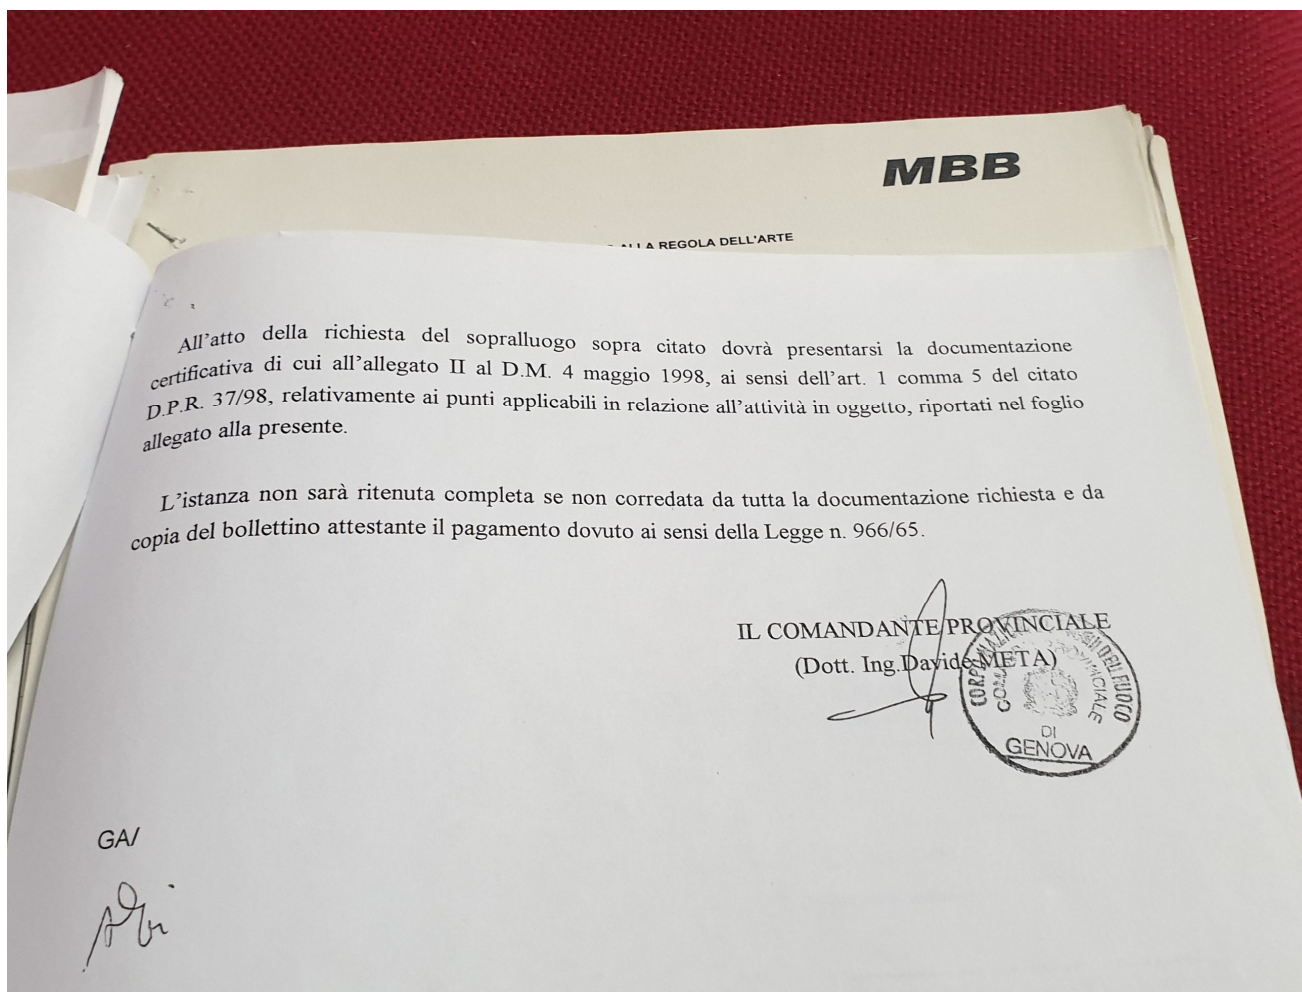 MBB
ALLA REGOLA DELL'ARTE
All'atto della richiesta del sopralluogo sopra citato dovrà presentarsi la documentazione
certificativa di cui all'allegato II al D.M. 4 maggio 1998, ai sensi dell'art. 1 comma 5 del citato
D.P.R. 37/98, relativamente ai punti applicabili in relazione all'attività in oggetto, riportati nel foglio
allegato alla presente.
L'istanza non sarà ritenuta completa se non corredata da tutta la documentazione richiesta e da
copia del bollettino attestante il pagamento dovuto ai sensi della Legge n. 966/65.
IL COMANDANTE PROVINCIALE
(Dott. Ing.Davide META)
DEL FUOCO
PROVINCIALE
DI
GENOVA
GA/